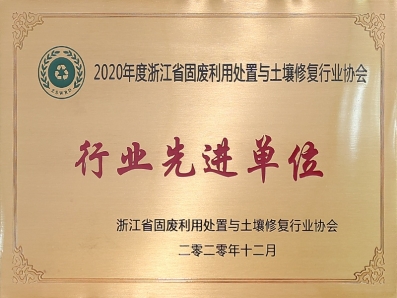 2020年度浙江省固废利用处置与土壤修复行业协会
行业先进单位
浙江省固废利用处置与土壤修复行业协会
二零二零年十二月